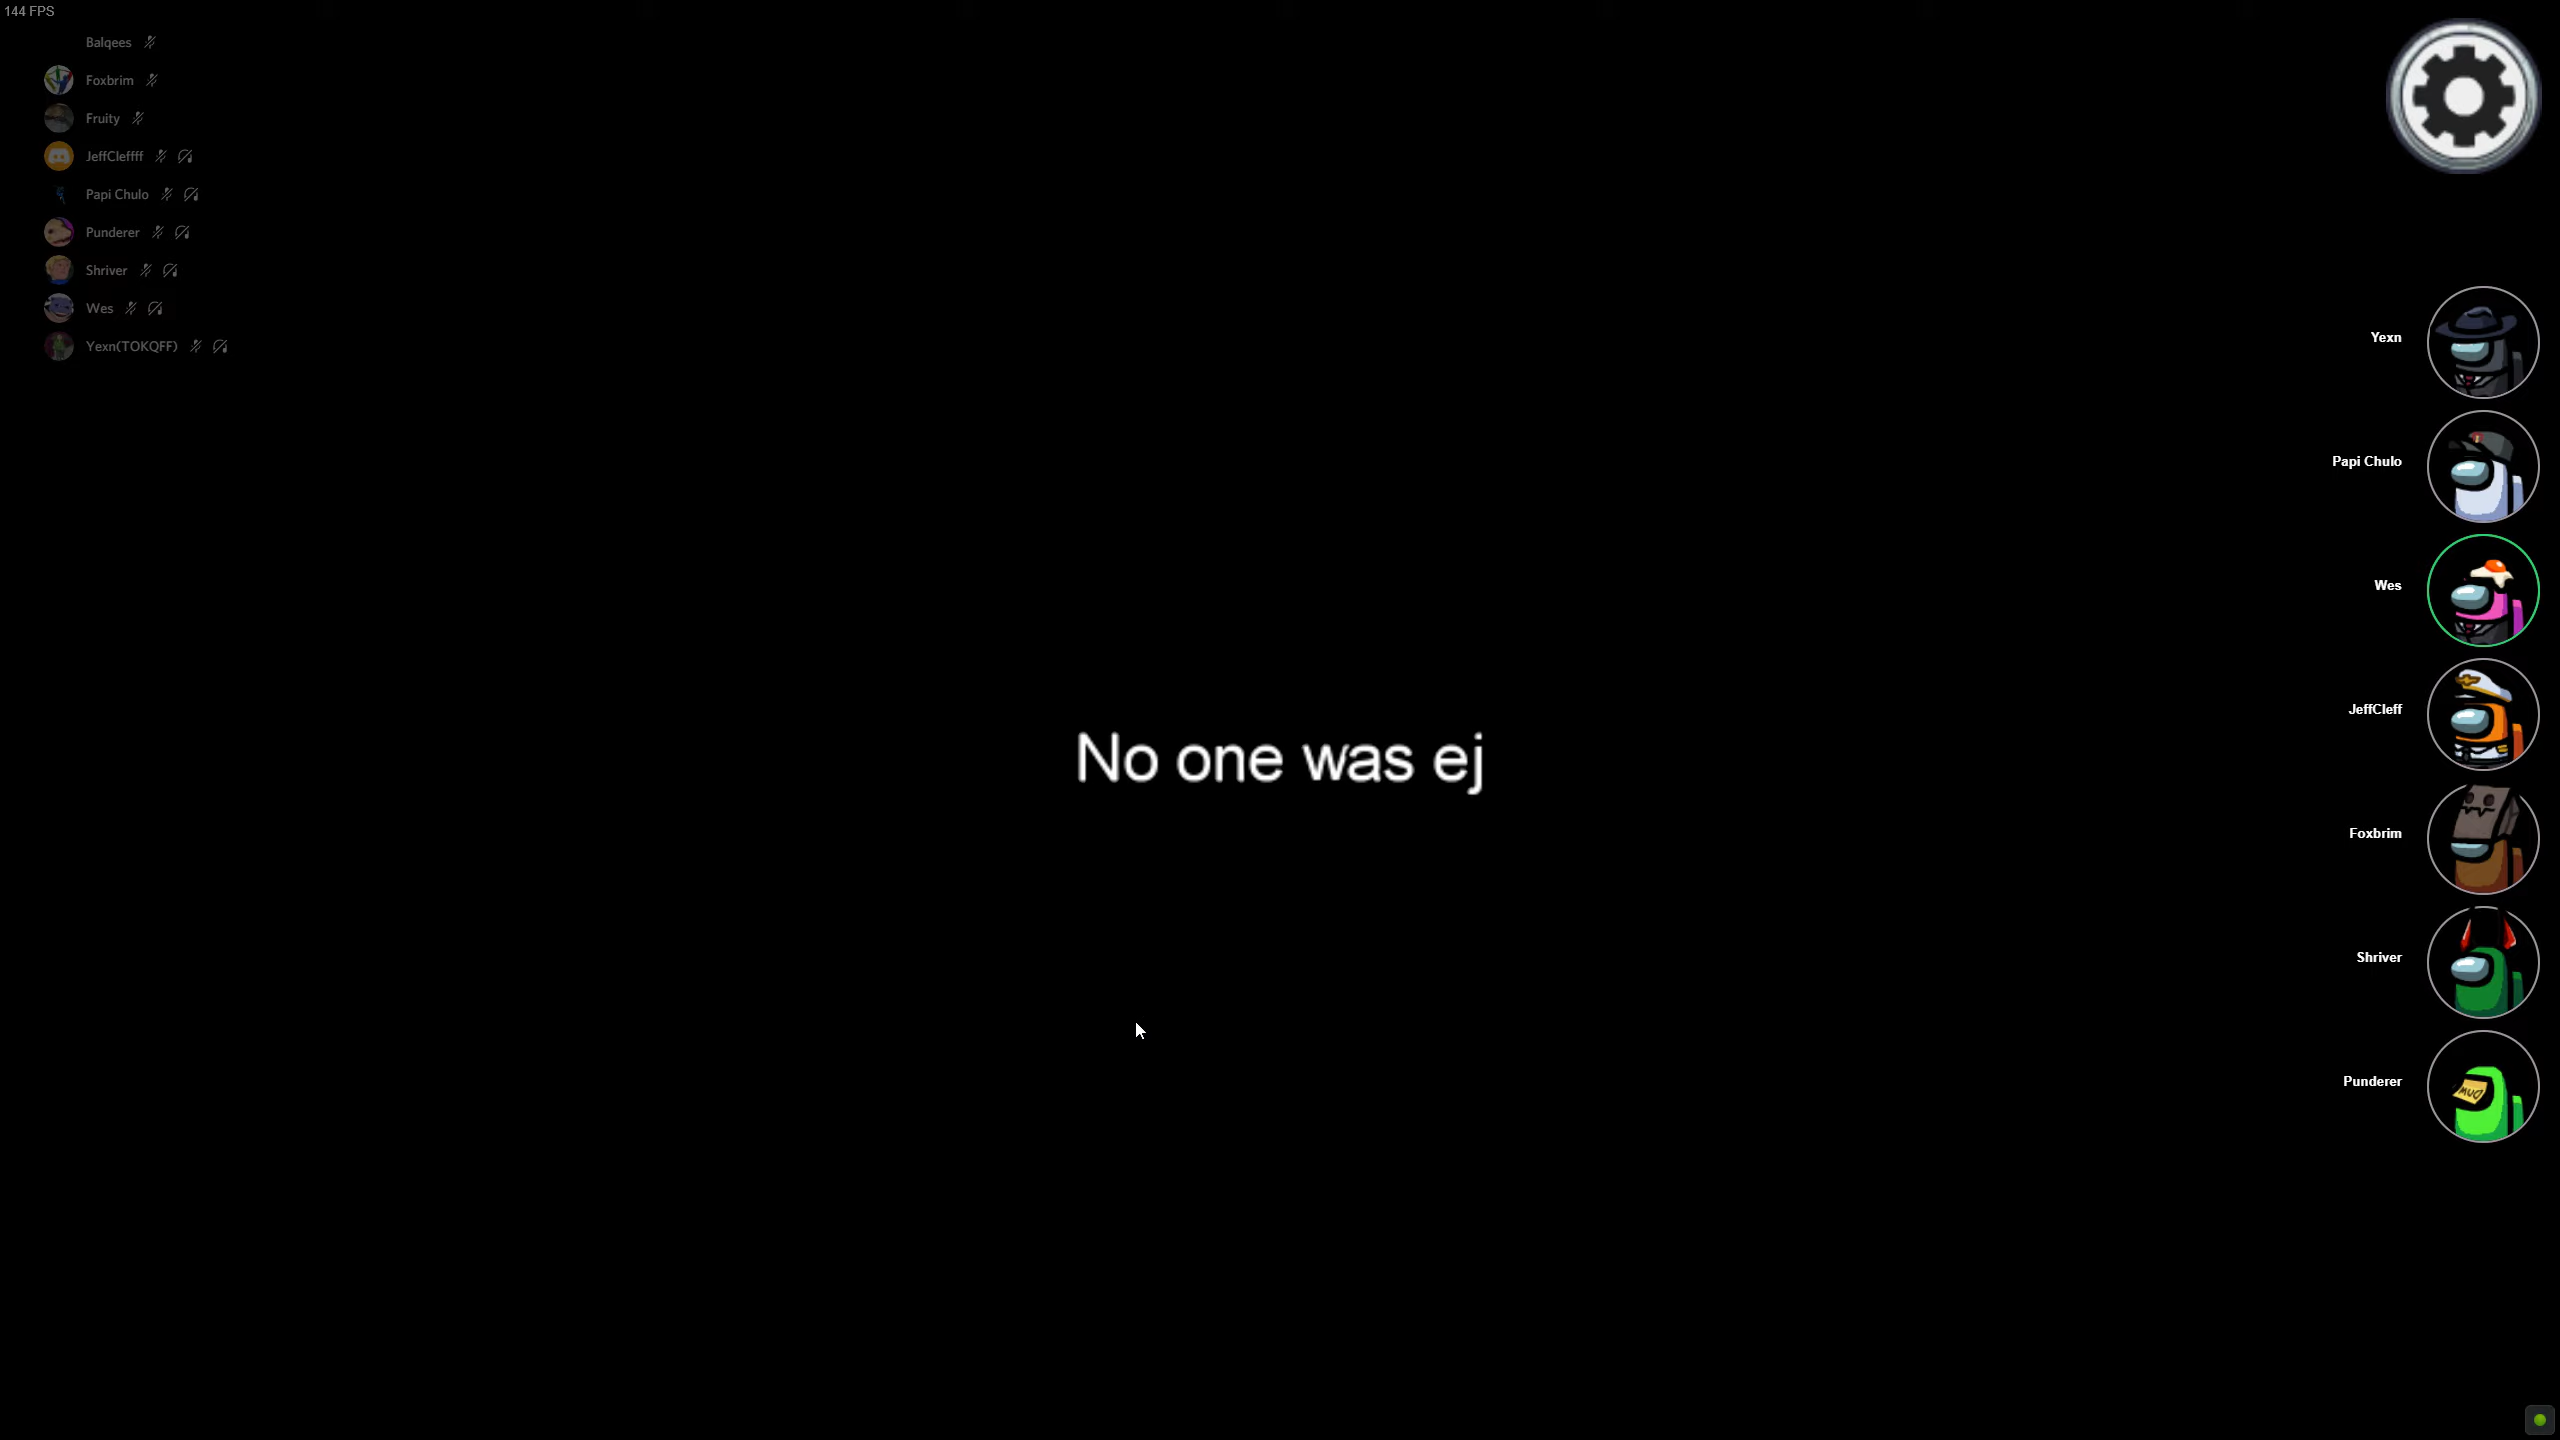 144 FPS
Balqees
Foxbrim
Fruity
JeffCleffff
Papi Chulo
Punderer
Shriver
Wes
Yexn(TOKQFF)
Yexn
Papi Chulo
Wes
No one was ej
JeffCleff
Foxbrim
Shriver
Punderer
DUM